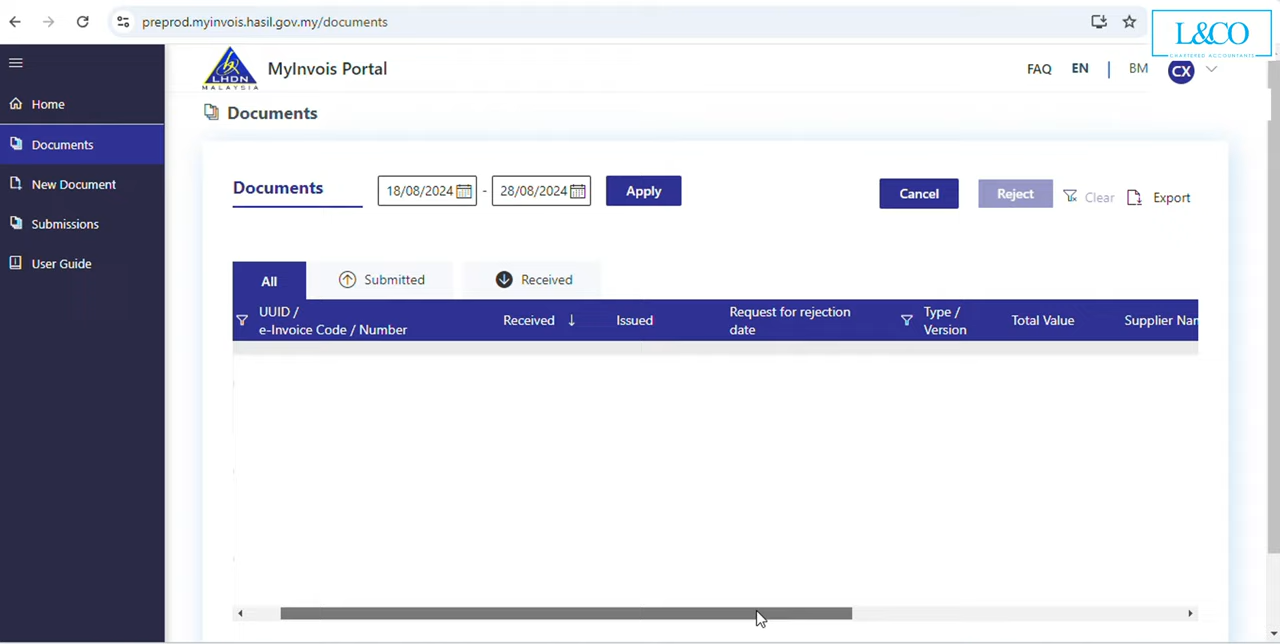 preprod.myinvois.hasil.gov.my/documents
L&CO
CHARTERED ACCOUNTANTS
LHDN
MALAYSIA
MyInvois Portal
FAQ EN | BM CX
Home
Documents
New Document
Submissions
User Guide
Documents
Documents 18/08/2024 - 28/08/2024 Apply Cancel Reject Clear Export
All Submitted Received
UUID /
e-Invoice Code / Number
Received Issued
Request for rejection
date
Type /
Version
Total Value Supplier Nam